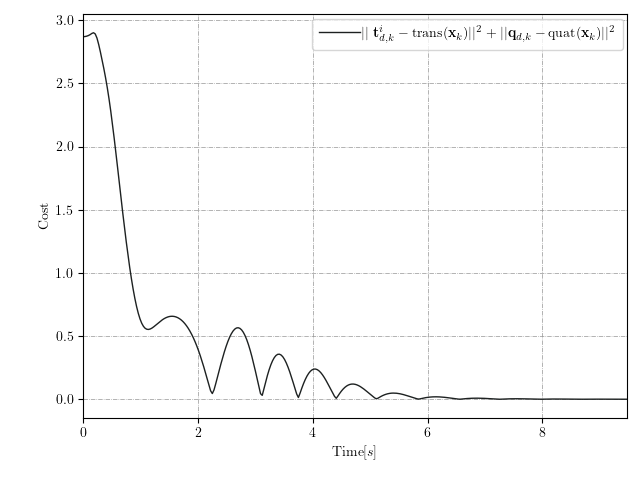 || t^i_{d,k} − trans(x_k)||² + ||q_{d,k} − quat(x_k)||²
3.0
2.5
2.0
1.5
1.0
0.5
0.0
Cost
0 2 4 6 8
Time[s]